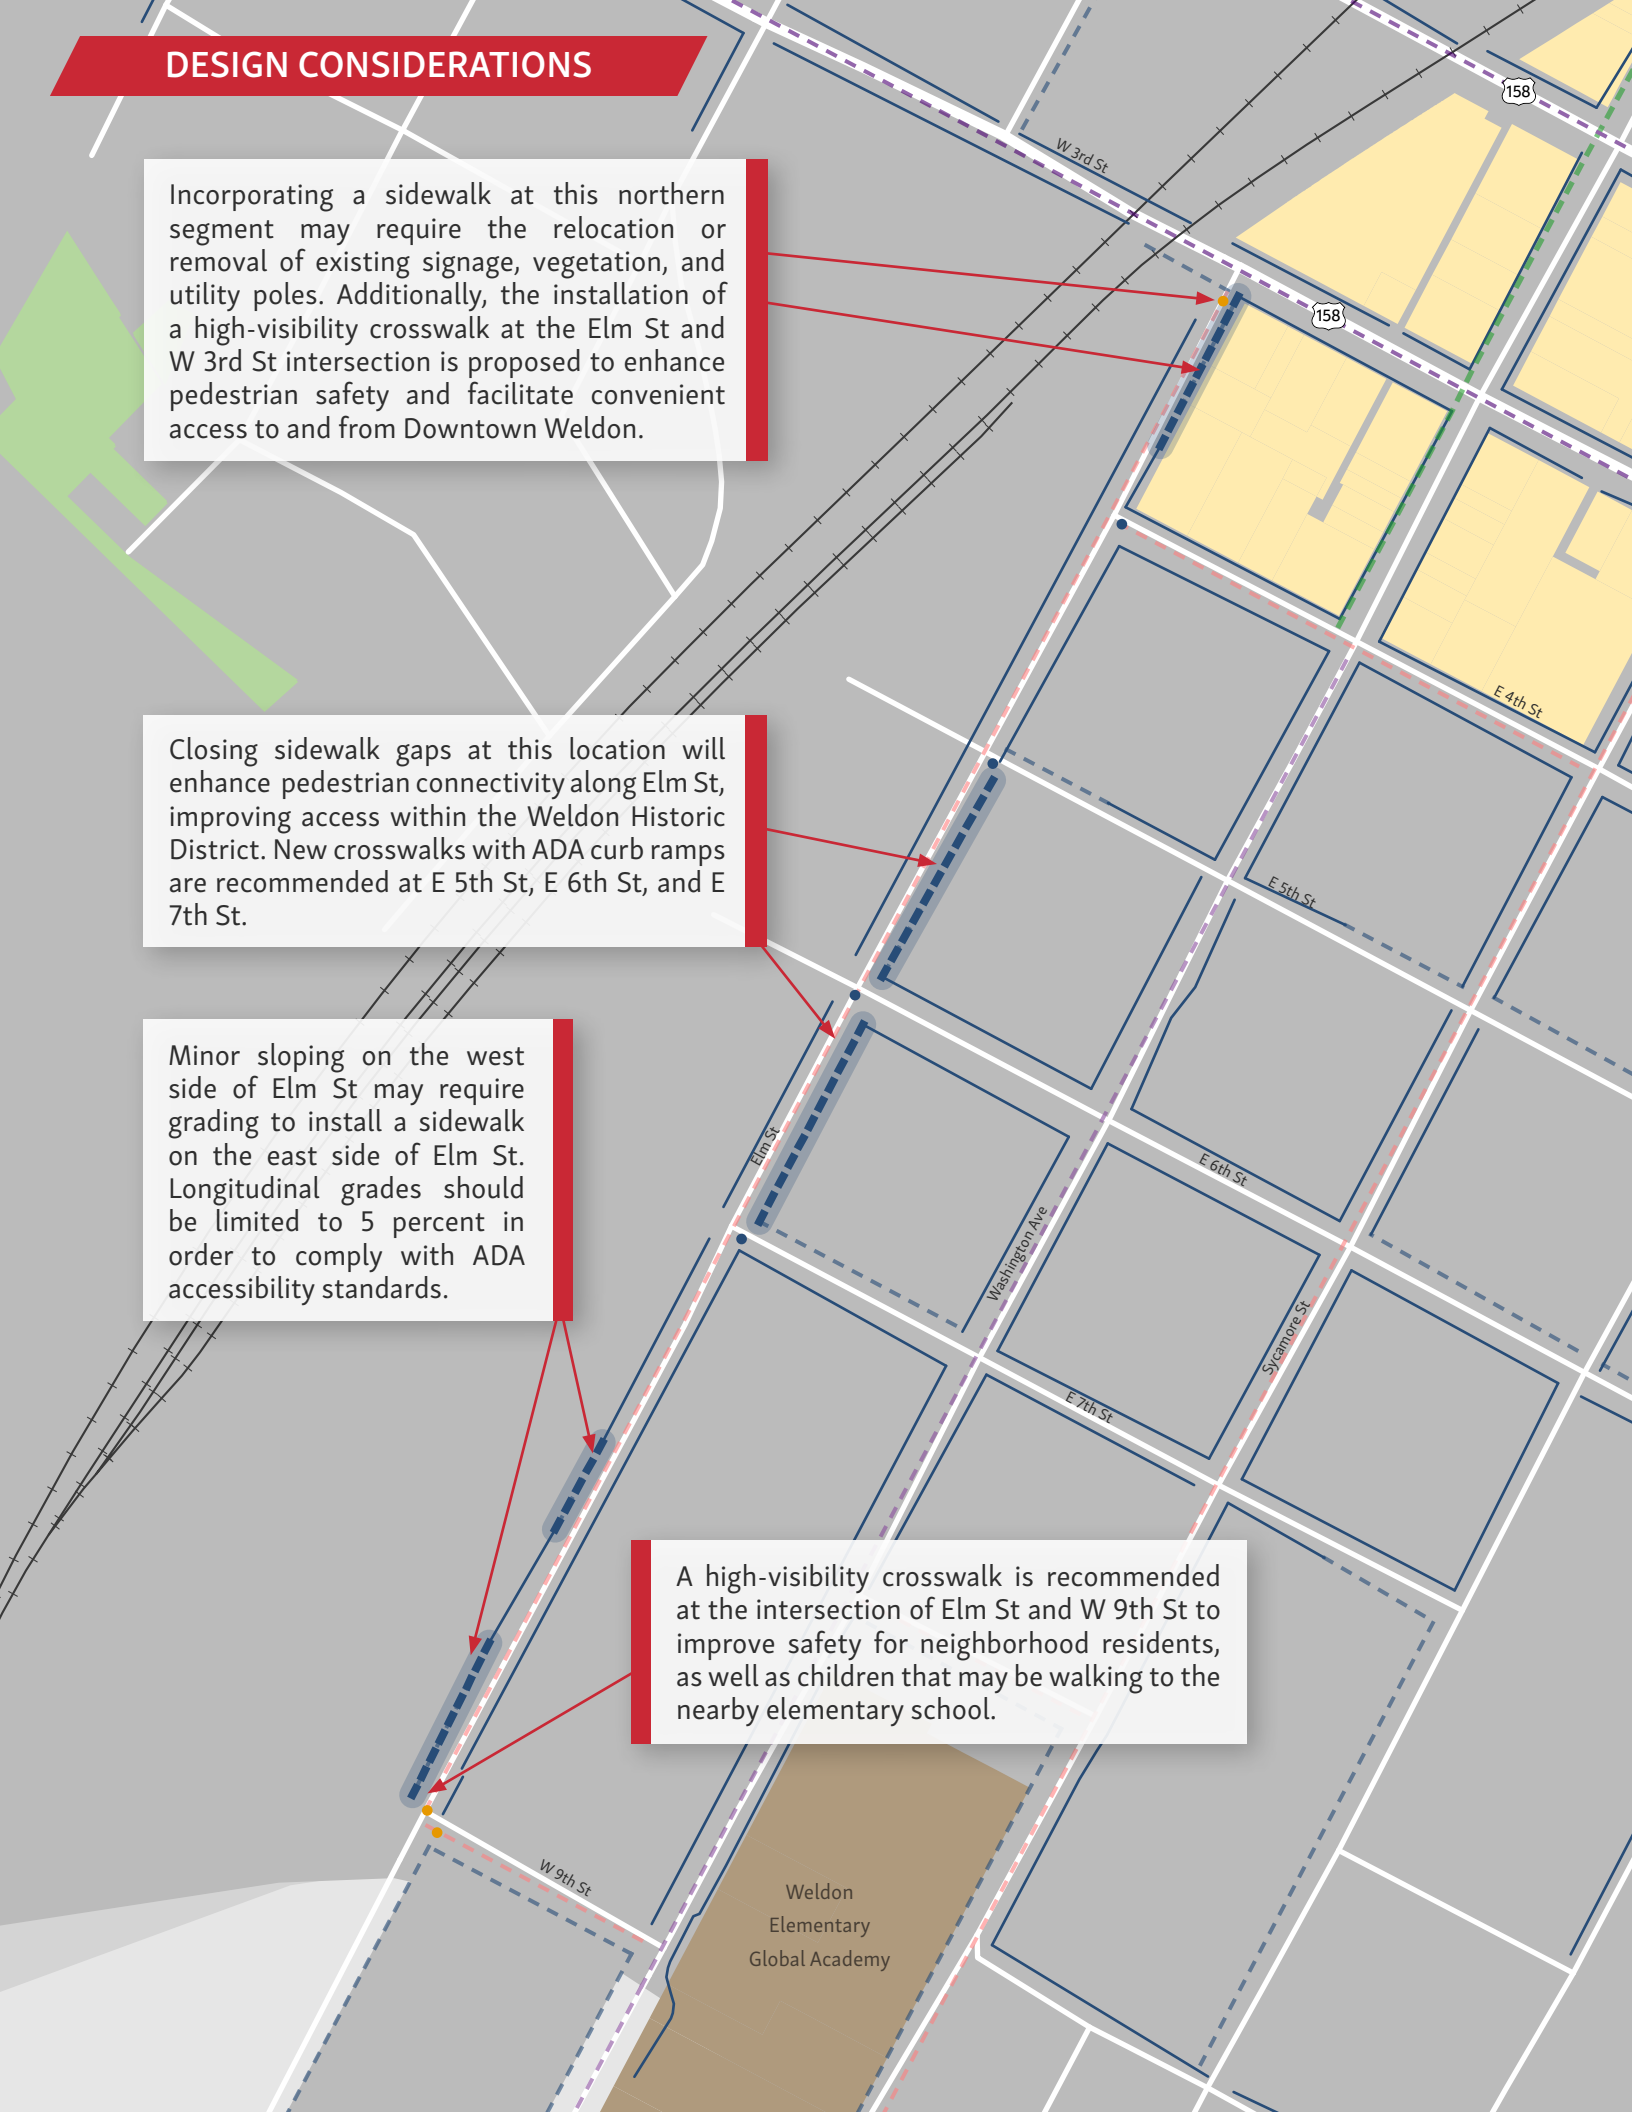 DESIGN CONSIDERATIONS
158
W 3rd St
Incorporating a sidewalk at this northern
segment may require the relocation or
removal of existing signage, vegetation, and
utility poles. Additionally, the installation of
a high-visibility crosswalk at the Elm St and
W 3rd St intersection is proposed to enhance
pedestrian safety and facilitate convenient
access to and from Downtown Weldon.
158
E 4th St
Closing sidewalk gaps at this location will
enhance pedestrian connectivity along Elm St,
improving access within the Weldon Historic
District. New crosswalks with ADA curb ramps
are recommended at E 5th St, E 6th St, and E
7th St.
E 5th St
Minor sloping on the west
side of Elm St may require
grading to install a sidewalk
on the east side of Elm St.
Longitudinal grades should
be limited to 5 percent in
order to comply with ADA
accessibility standards.
Elm St
E 6th St
Washington Ave
Sycamore St
E 7th St
A high-visibility crosswalk is recommended
at the intersection of Elm St and W 9th St to
improve safety for neighborhood residents,
as well as children that may be walking to the
nearby elementary school.
W 9th St
Weldon
Elementary
Global Academy